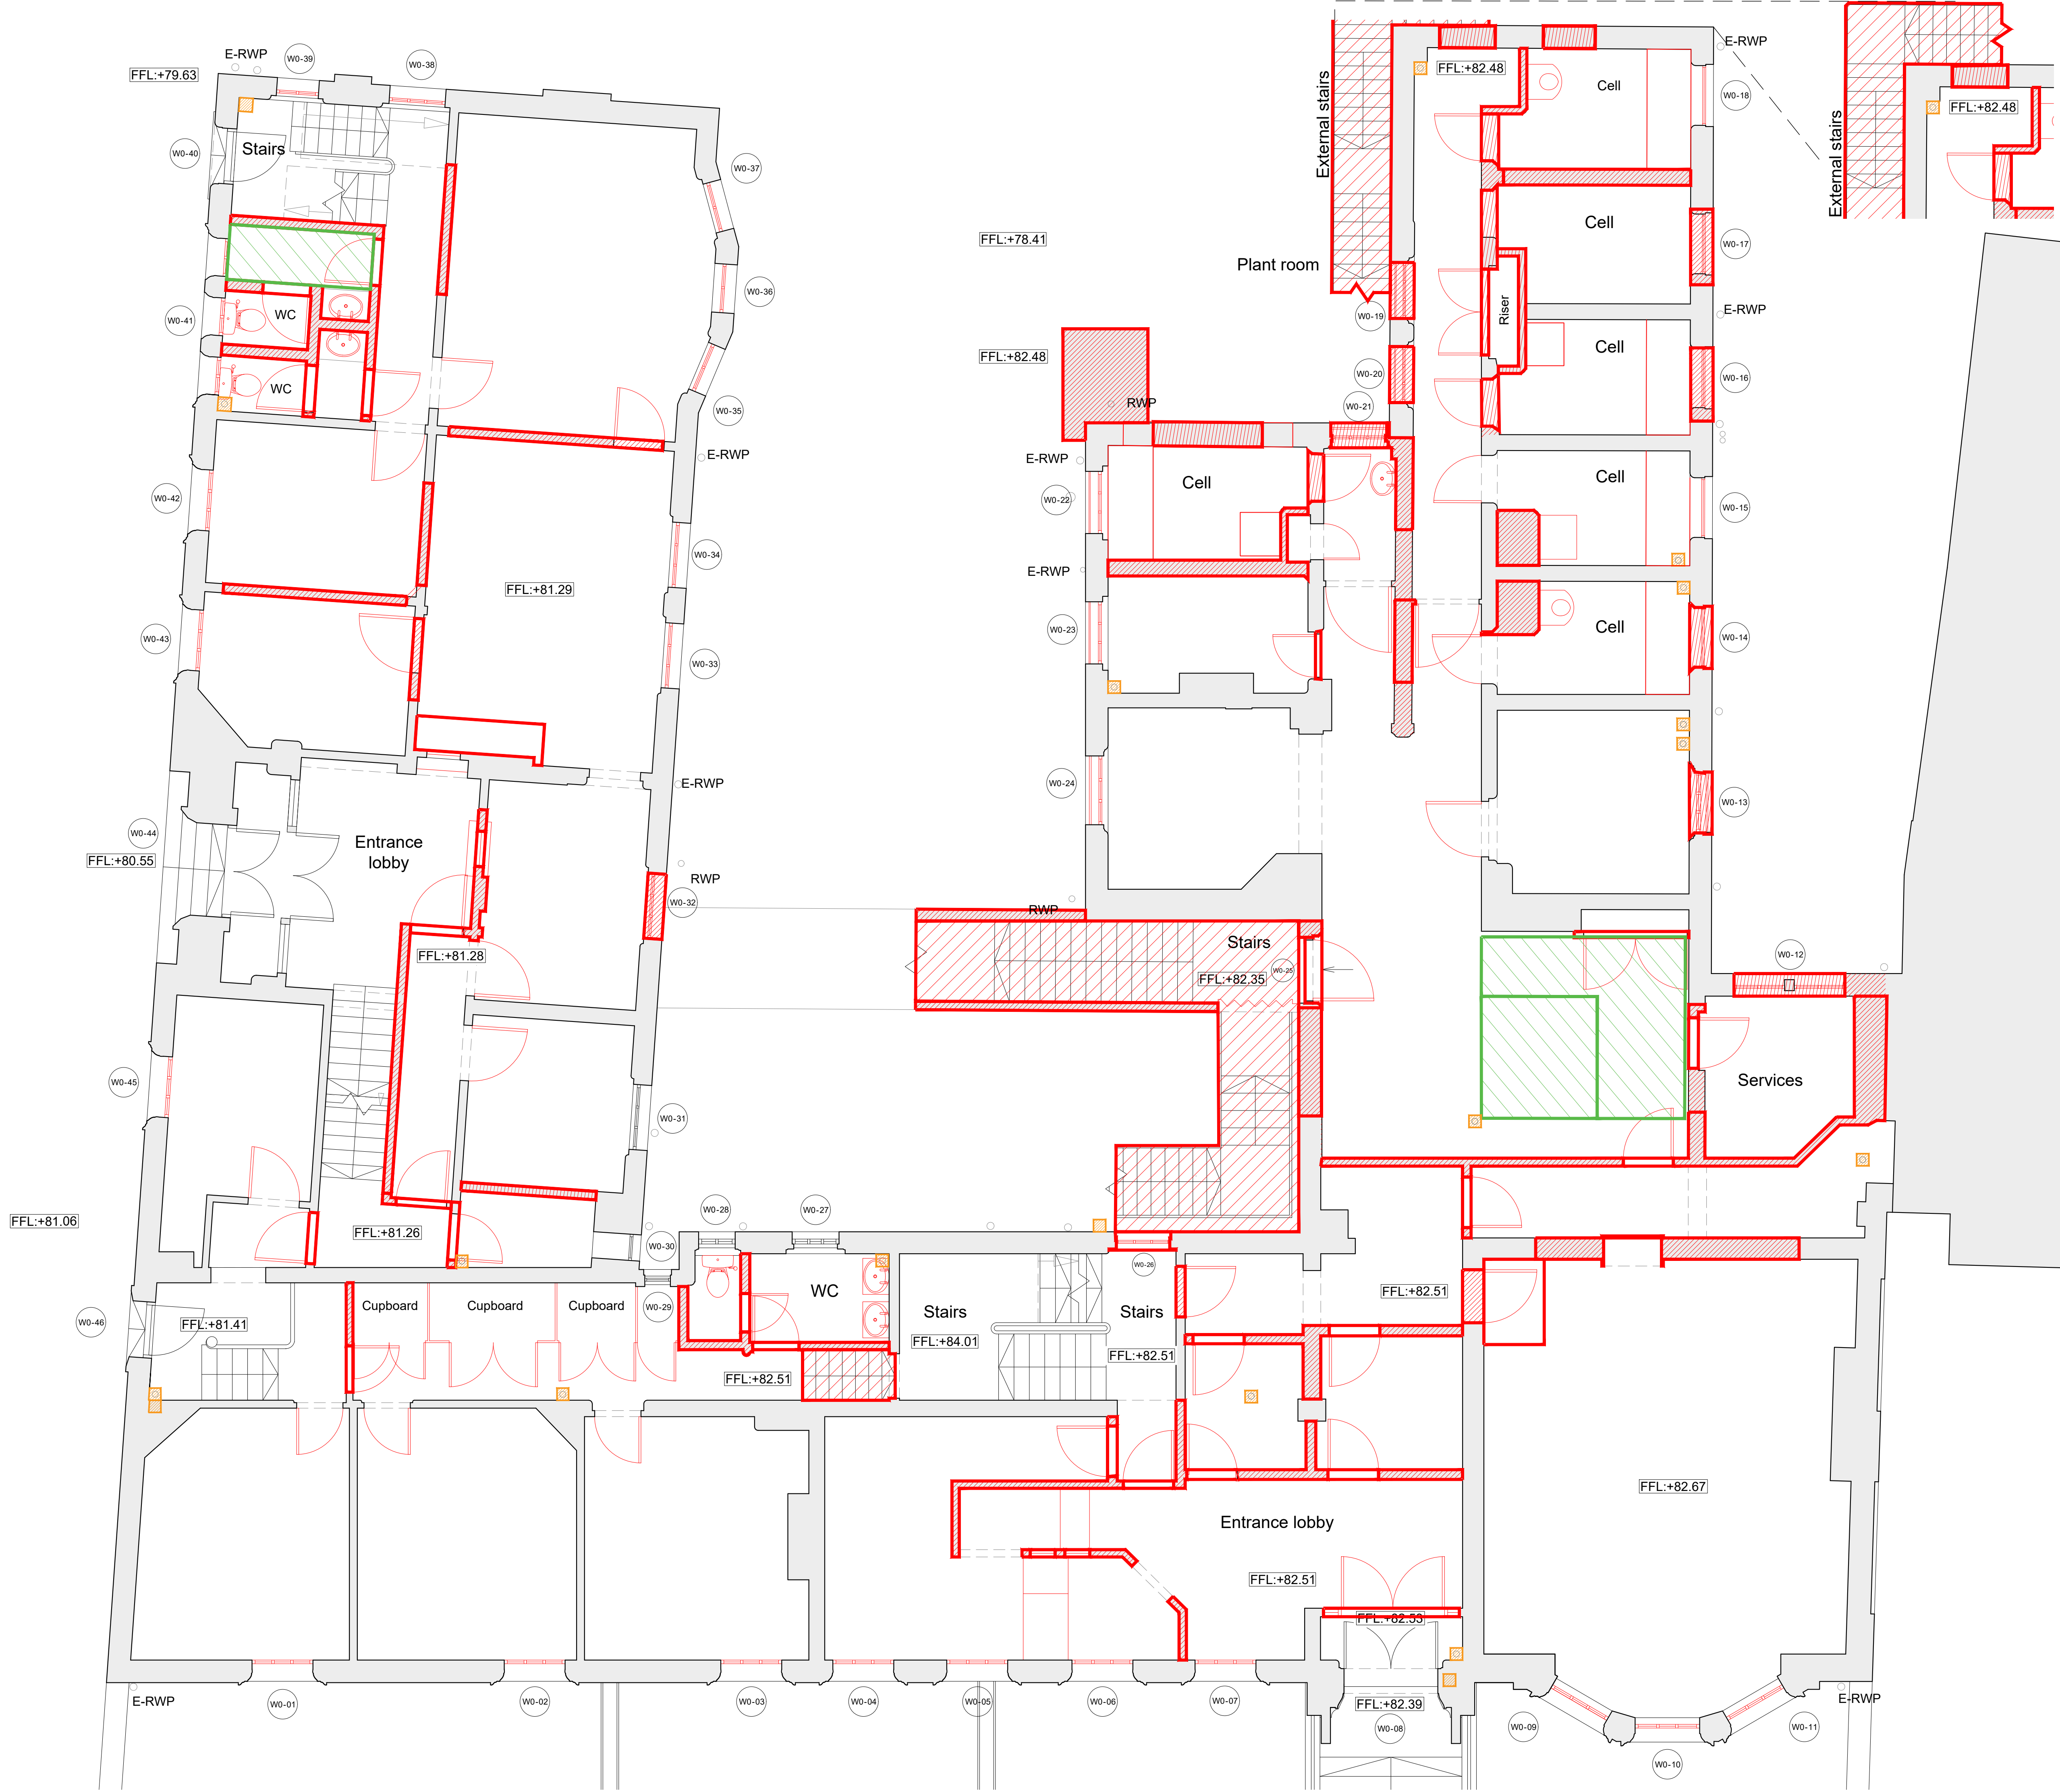 E-RWP
W0-39
W0-38
FFL:+79.63
W0-40
Stairs
W0-37
W0-36
W0-41
WC
WC
W0-35
E-RWP
W0-42
W0-34
FFL:+81.29
W0-43
W0-33
E-RWP
W0-44
FFL:+80.55
Entrance
lobby
RWP
W0-32
FFL:+81.28
W0-45
W0-31
FFL:+81.06
FFL:+81.26
W0-30
W0-28
W0-27
W0-29
W0-46
FFL:+81.41
Cupboard
Cupboard
Cupboard
WC
FFL:+82.51
Stairs
FFL:+84.01
Stairs
FFL:+82.51
W0-26
External stairs
FFL:+82.48
Cell
E-RWP
W0-18
External stairs
FFL:+82.48
FFL:+78.41
Plant room
Cell
W0-17
Riser
E-RWP
W0-19
FFL:+82.48
Cell
W0-20
W0-16
RWP
W0-21
E-RWP
W0-22
Cell
Cell
W0-15
E-RWP
W0-23
Cell
W0-14
W0-24
W0-13
RWP
Stairs
FFL:+82.35
W0-25
W0-12
Services
FFL:+82.51
FFL:+82.67
Entrance lobby
FFL:+82.51
FFL:+82.53
FFL:+82.39
E-RWP
W0-01
W0-02
W0-03
W0-04
W0-05
W0-06
W0-07
W0-08
W0-09
W0-10
W0-11
E-RWP